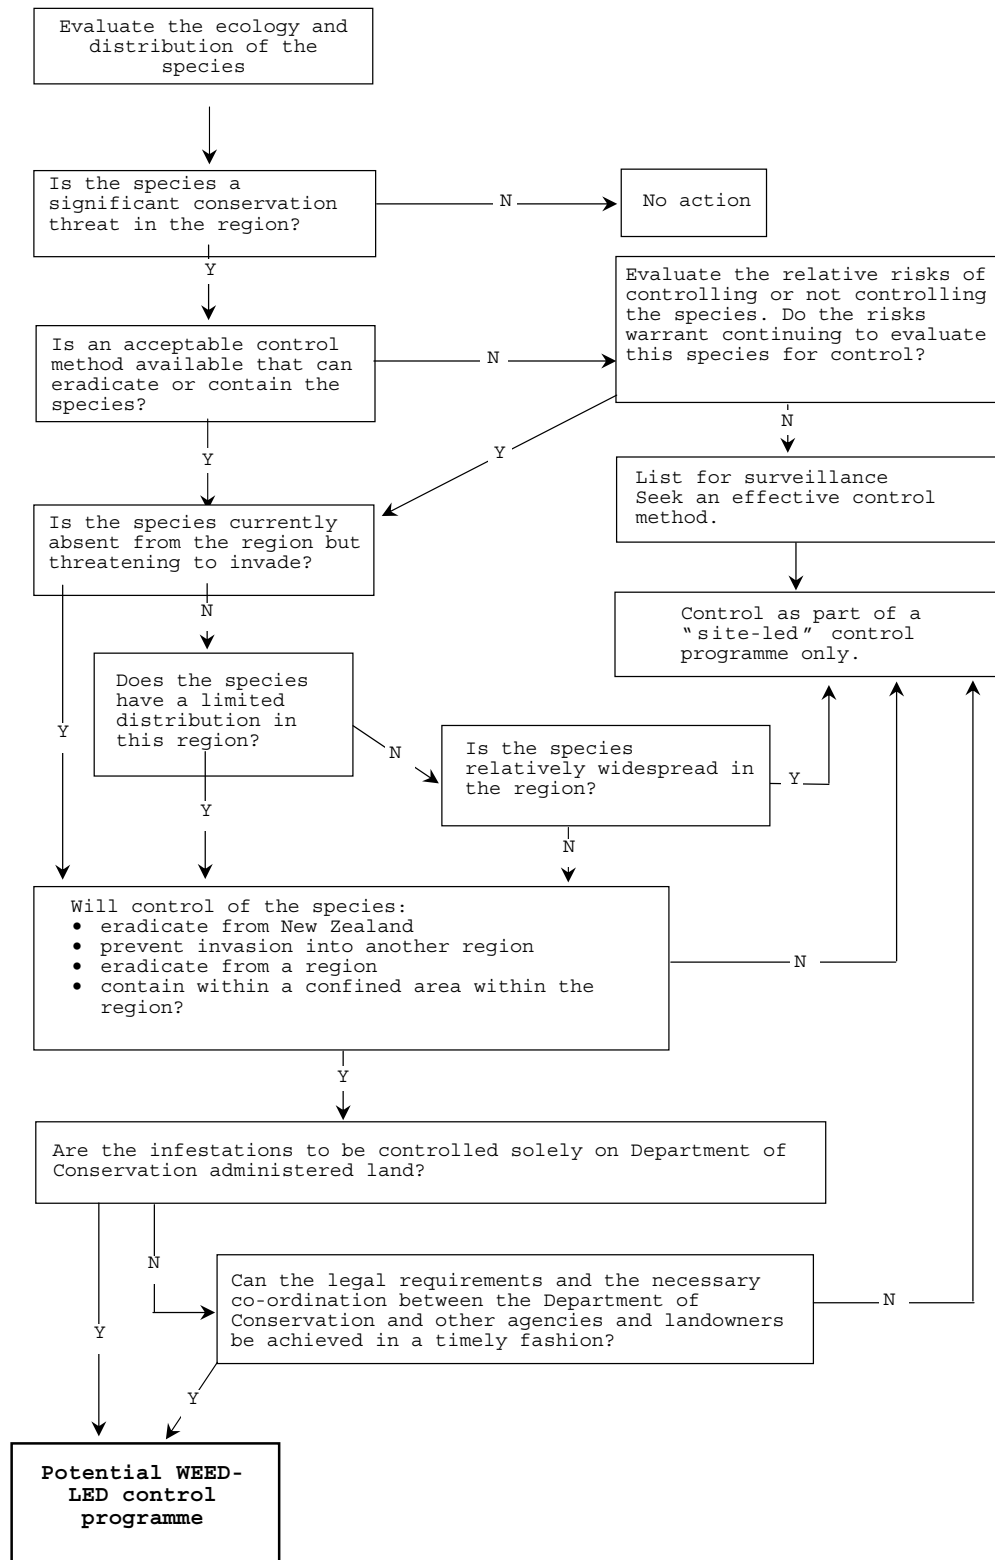 Evaluate the ecology and
distribution of the
species
Is the species a
significant conservation
threat in the region?
N
No action
Y
Evaluate the relative risks of
controlling or not controlling
the species. Do the risks
warrant continuing to evaluate
this species for control?
Is an acceptable control
method available that can
eradicate or contain the
species?
N
N
Y
Y
List for surveillance
Seek an effective control
method.
Is the species currently
absent from the region but
threatening to invade?
N
Control as part of a
“site-led” control
programme only.
Does the species
have a limited
distribution in
this region?
Y
N
Is the species
relatively widespread in
the region?
Y
Y
N
Will control of the species:
• eradicate from New Zealand
• prevent invasion into another region
• eradicate from a region
• contain within a confined area within the
region?
N
Y
Are the infestations to be controlled solely on Department of
Conservation administered land?
N
Can the legal requirements and the necessary
co-ordination between the Department of
Conservation and other agencies and landowners
be achieved in a timely fashion?
N
Y
Y
Potential WEED-
LED control
programme